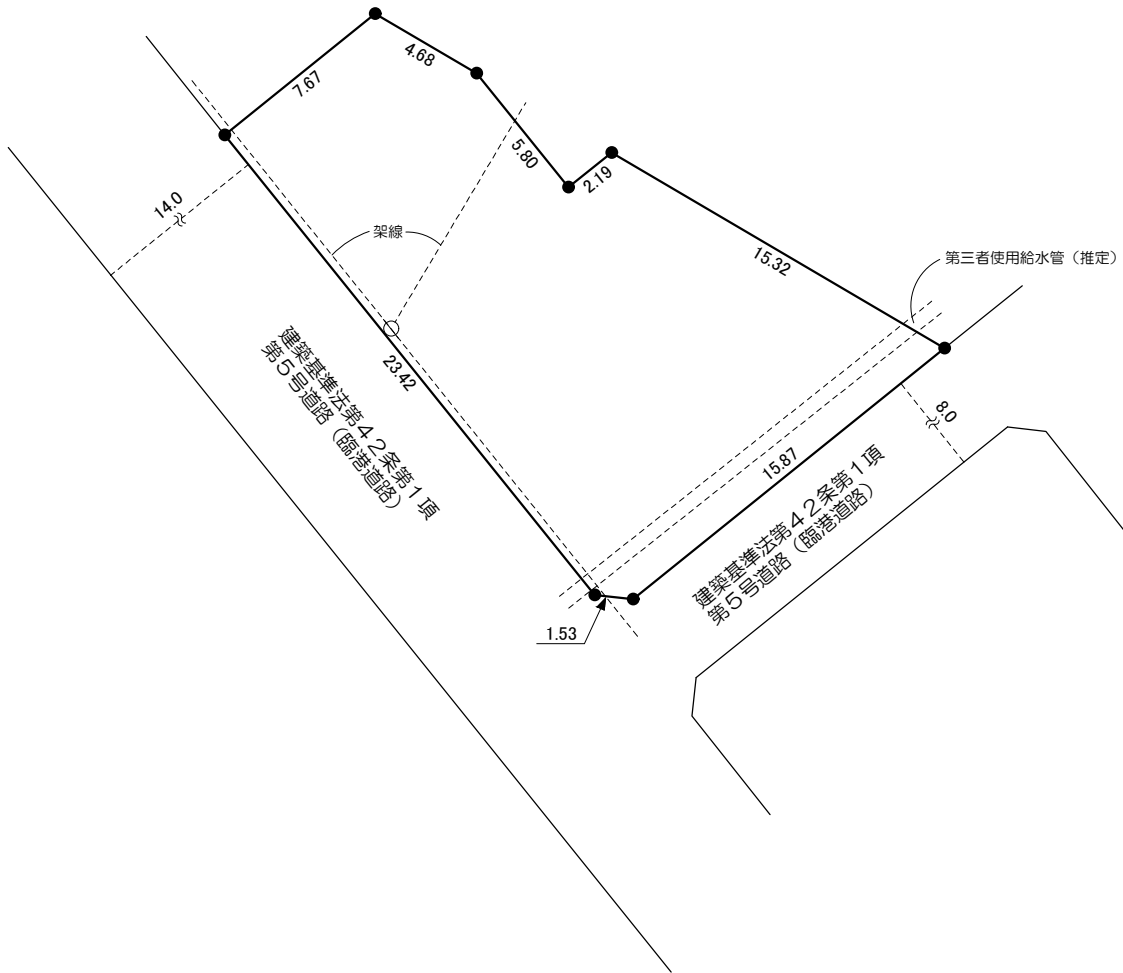 4.68
7.67
5.80
2.19
14.0
架線
15.32
第三者使用給水管（推定）
23.42
建築基準法第４２条第１項
第５号道路（臨港道路）
8.0
15.87
建築基準法第４２条第１項
第５号道路（臨港道路）
1.53